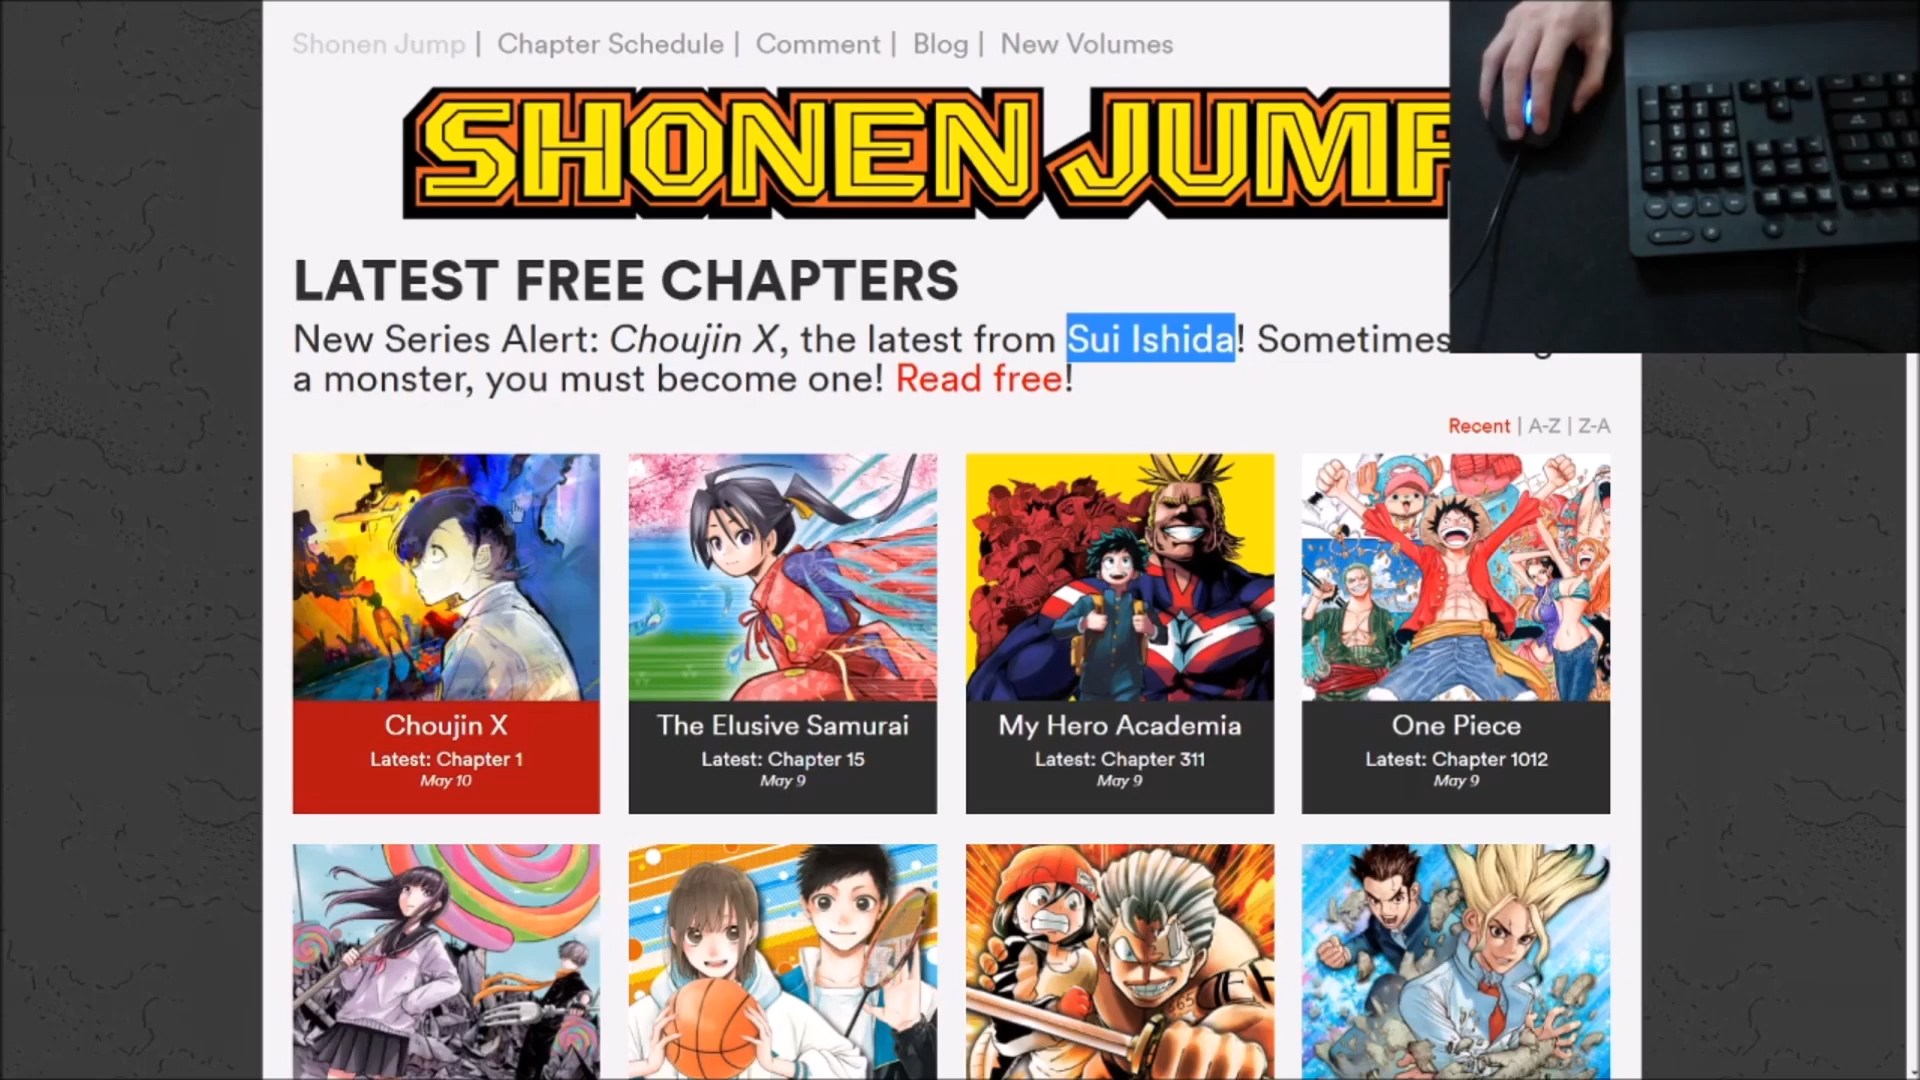 Shonen Jump | Chapter Schedule | Comment | Blog | New Volumes
SHONEN JUMP
LATEST FREE CHAPTERS
New Series Alert: Choujin X, the latest from Sui Ishida! Sometimes
a monster, you must become one! Read free!
Recent | A-Z | Z-A
Choujin X
Latest: Chapter 1
May 10
The Elusive Samurai
Latest: Chapter 15
May 9
My Hero Academia
Latest: Chapter 311
May 9
One Piece
Latest: Chapter 1012
May 9